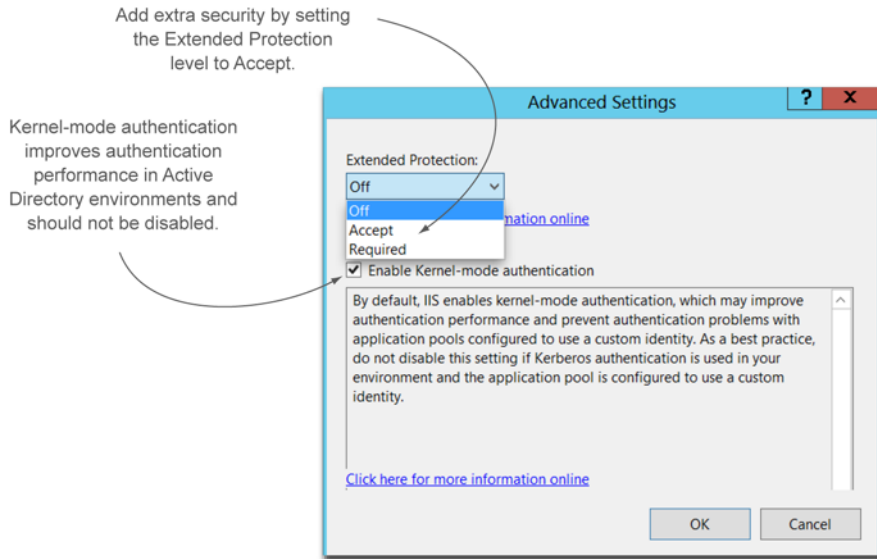 Add extra security by setting
the Extended Protection
level to Accept.
Kernel-mode authentication
improves authentication
performance in Active
Directory environments and
should not be disabled.
Advanced Settings
? x
Extended Protection:
Off
Off
Accept
Required
mation online
Enable Kernel-mode authentication
By default, IIS enables kernel-mode authentication, which may improve
authentication performance and prevent authentication problems with
application pools configured to use a custom identity. As a best practice,
do not disable this setting if Kerberos authentication is used in your
environment and the application pool is configured to use a custom
identity.
Click here for more information online
OK Cancel